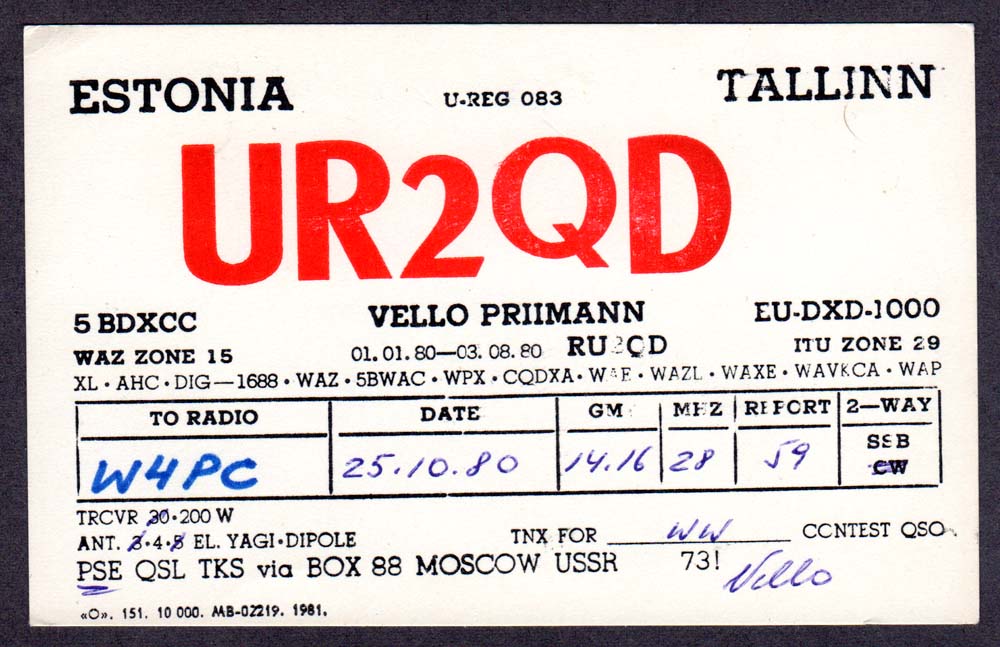 ESTONIA U-REG 083 TALLINN
UR2QD
5 BDXCC VELLO PRIIMANN EU-DXD-1000
WAZ ZONE 15 01.01.80—03.08.80 RU2QD ITU ZONE 29
XL · AHC · DIG—1688 · WAZ · 5BWAC · WPX · CQDXA · WAE · WAZL · WAXE · WAVKCA · WAP
TO RADIO DATE GMT MHZ REPORT 2—WAY
W4PC 25.10.80 14.16 28 59 SSB
CW
TRCVR 30·200 W
ANT. 3·4·5 EL. YAGI·DIPOLE TNX FOR WW CONTEST QSO.
PSE QSL TKS via BOX 88 MOSCOW USSR 73! Vello
«O». 151. 10 000. MB-02219. 1981.